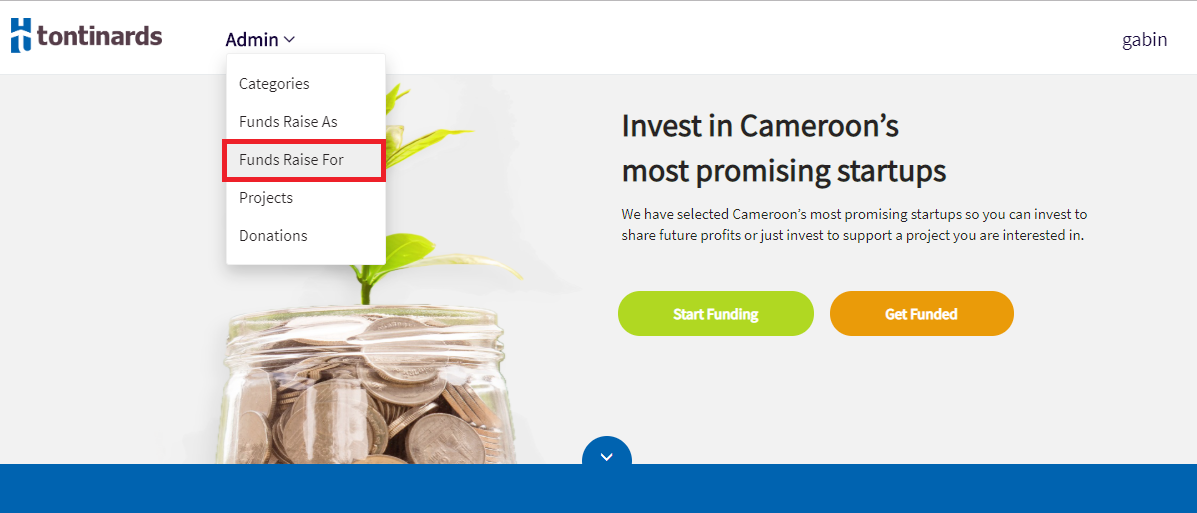 tontinards
Admin
gabin
Categories
Funds Raise As
Funds Raise For
Projects
Donations
Invest in Cameroon’s
most promising startups
We have selected Cameroon’s most promising startups so you can invest to
share future profits or just invest to support a project you are interested in.
Start Funding
Get Funded